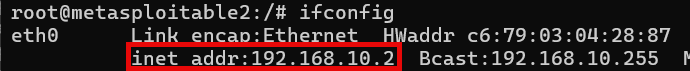 root@metasploitable2:/# ifconfig
eth0      Link encap:Ethernet  HWaddr c6:79:03:04:28:87
          inet addr:192.168.10.2  Bcast:192.168.10.255  M